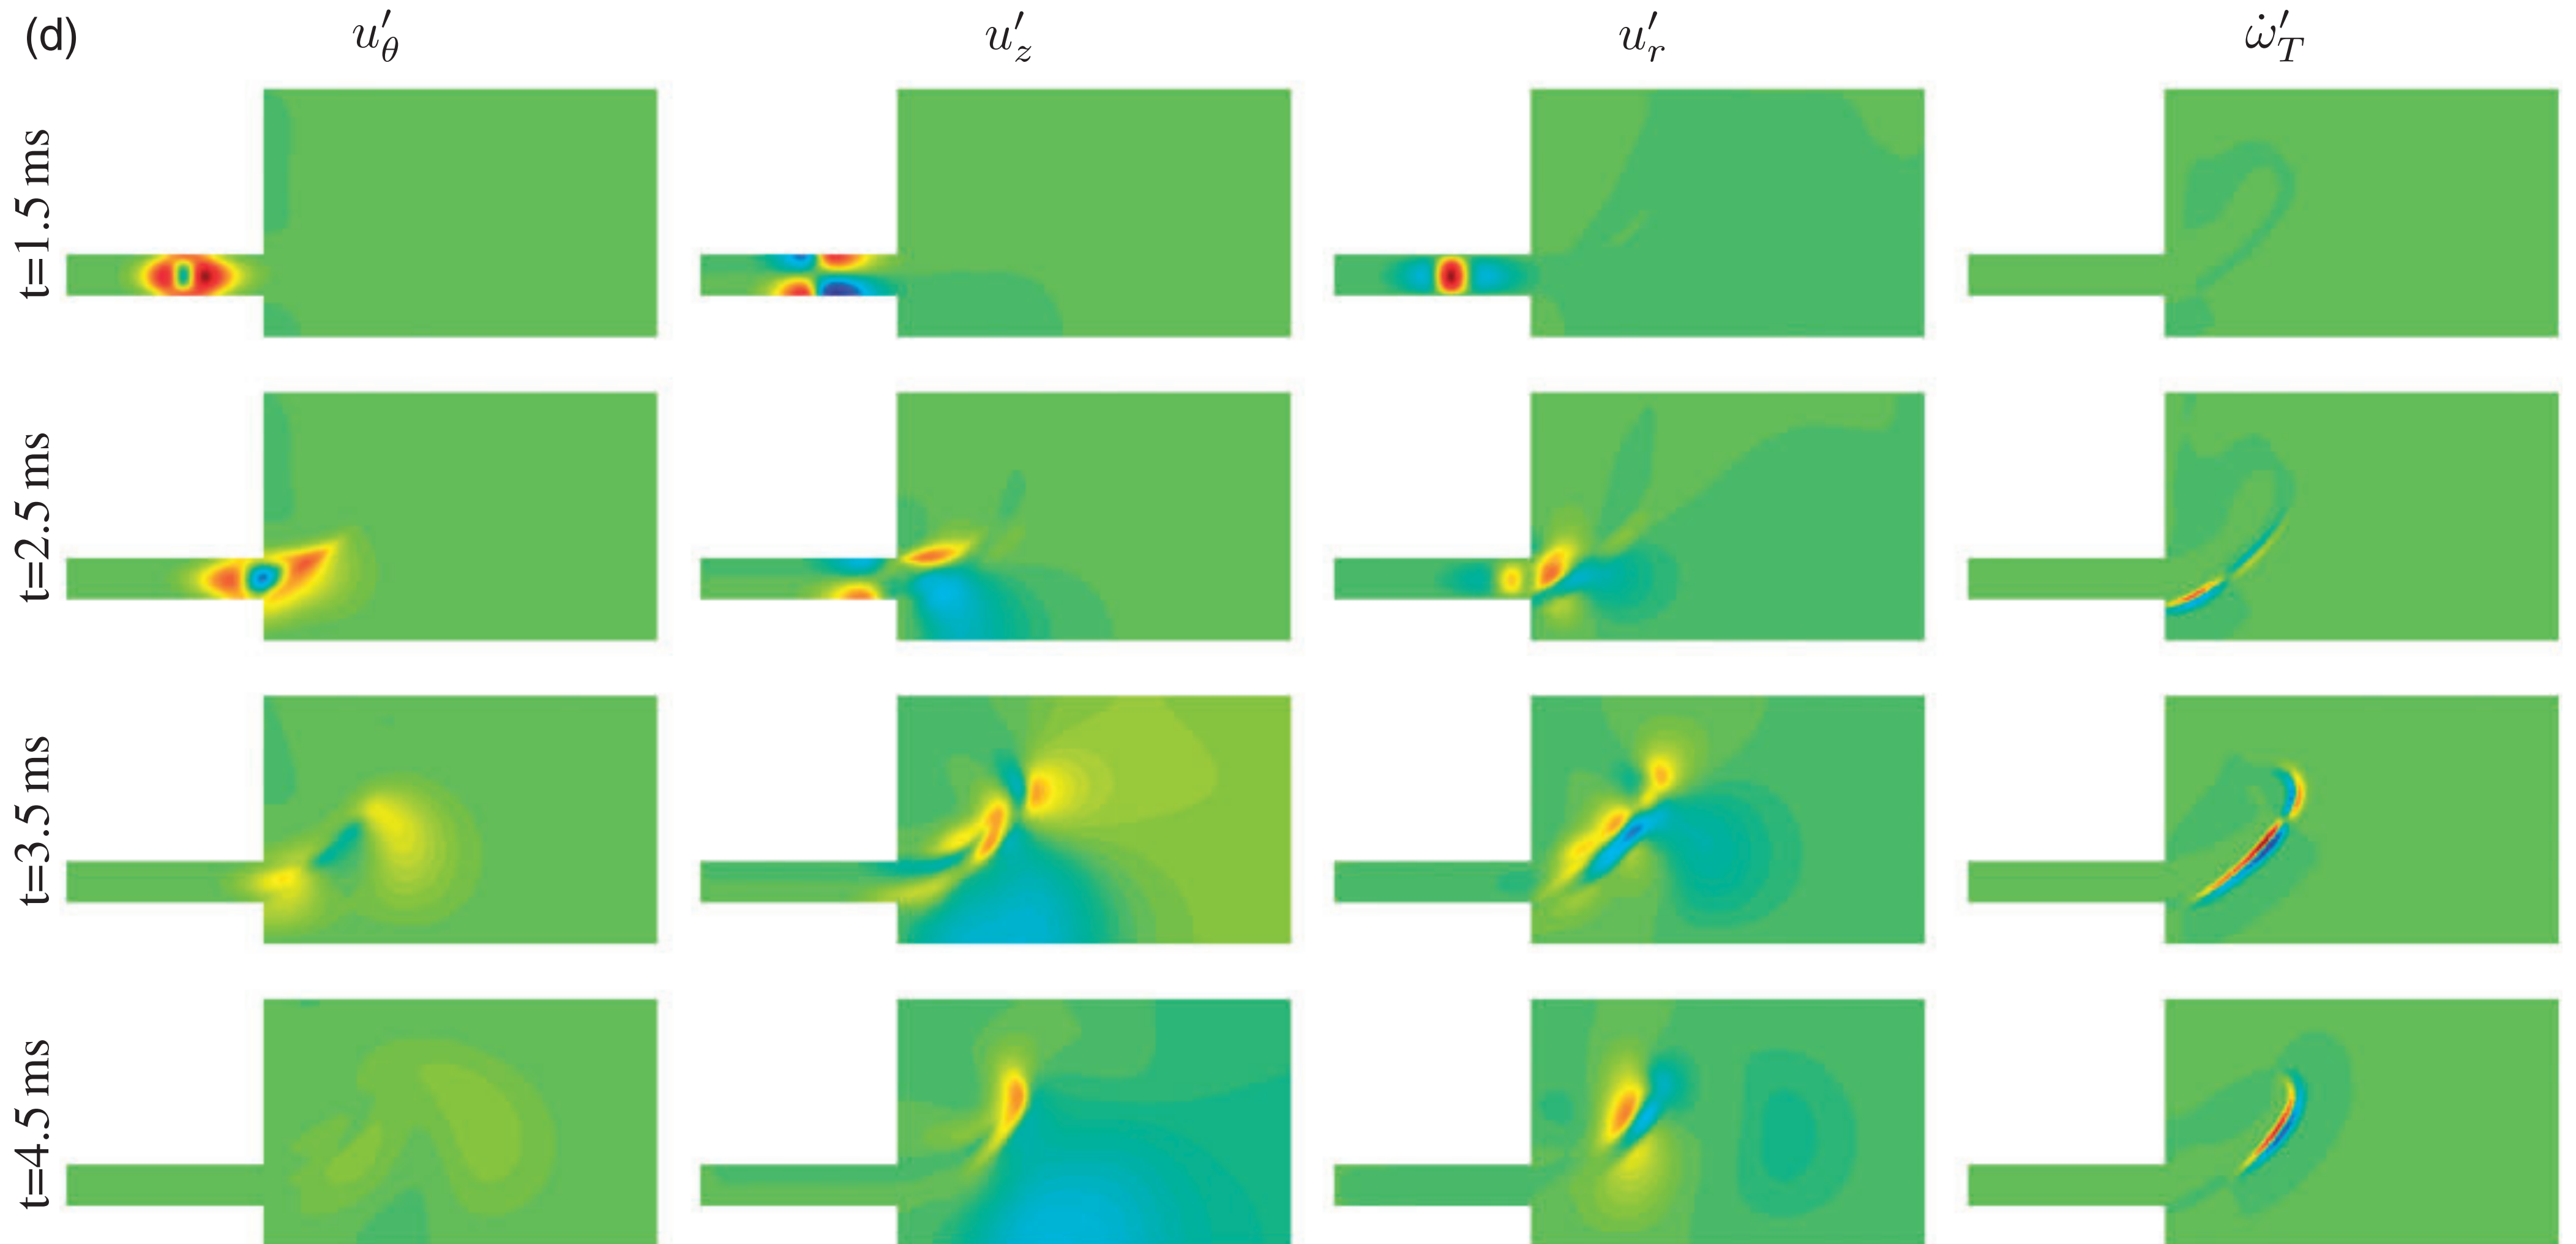 (d) u′θ u′z u′r ω̇′T
t=1.5 ms
t=2.5 ms
t=3.5 ms
t=4.5 ms